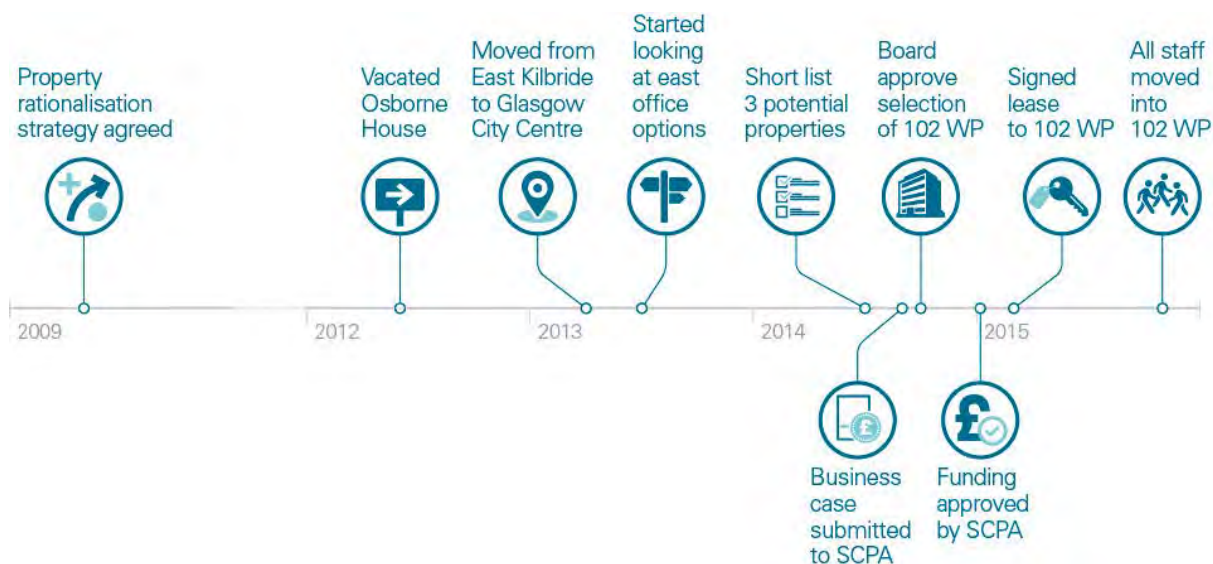 Property
rationalisation
strategy agreed
Vacated
Osborne
House
Moved from
East Kilbride
to Glasgow
City Centre
Started
looking
at east
office
options
Short list
3 potential
properties
Board
approve
selection
of 102 WP
Signed
lease
to 102 WP
All staff
moved
into
102 WP
2009
2012
2013
2014
2015
£
£
Business
case
submitted
to SCPA
Funding
approved
by SCPA